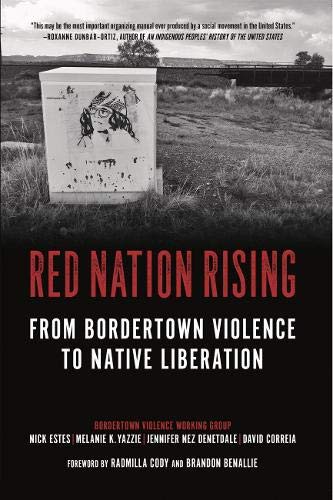 "This may be the most important organizing manual ever produced by a social movement in the United States."
—ROXANNE DUNBAR-ORTIZ, AUTHOR OF AN INDIGENOUS PEOPLES' HISTORY OF THE UNITED STATES
RED NATION RISING
FROM BORDERTOWN VIOLENCE
TO NATIVE LIBERATION
BORDERTOWN VIOLENCE WORKING GROUP
NICK ESTES | MELANIE K. YAZZIE | JENNIFER NEZ DENETDALE | DAVID CORREIA
FOREWORD BY RADMILLA CODY AND BRANDON BENALLIE